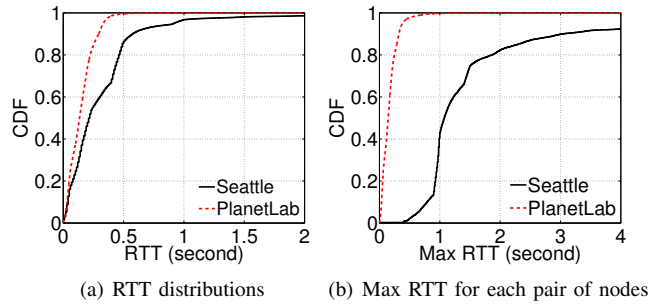 1
0.8
0.6
0.4
0.2
0
CDF
0 0.5 1 1.5 2
RTT (second)
Seattle
PlanetLab
(a) RTT distributions
1
0.8
0.6
0.4
0.2
0
CDF
0 1 2 3 4
Max RTT (second)
Seattle
PlanetLab
(b) Max RTT for each pair of nodes